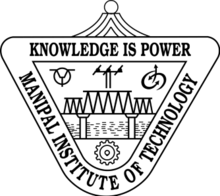 KNOWLEDGE IS POWER
MANIPAL INSTITUTE OF TECHNOLOGY